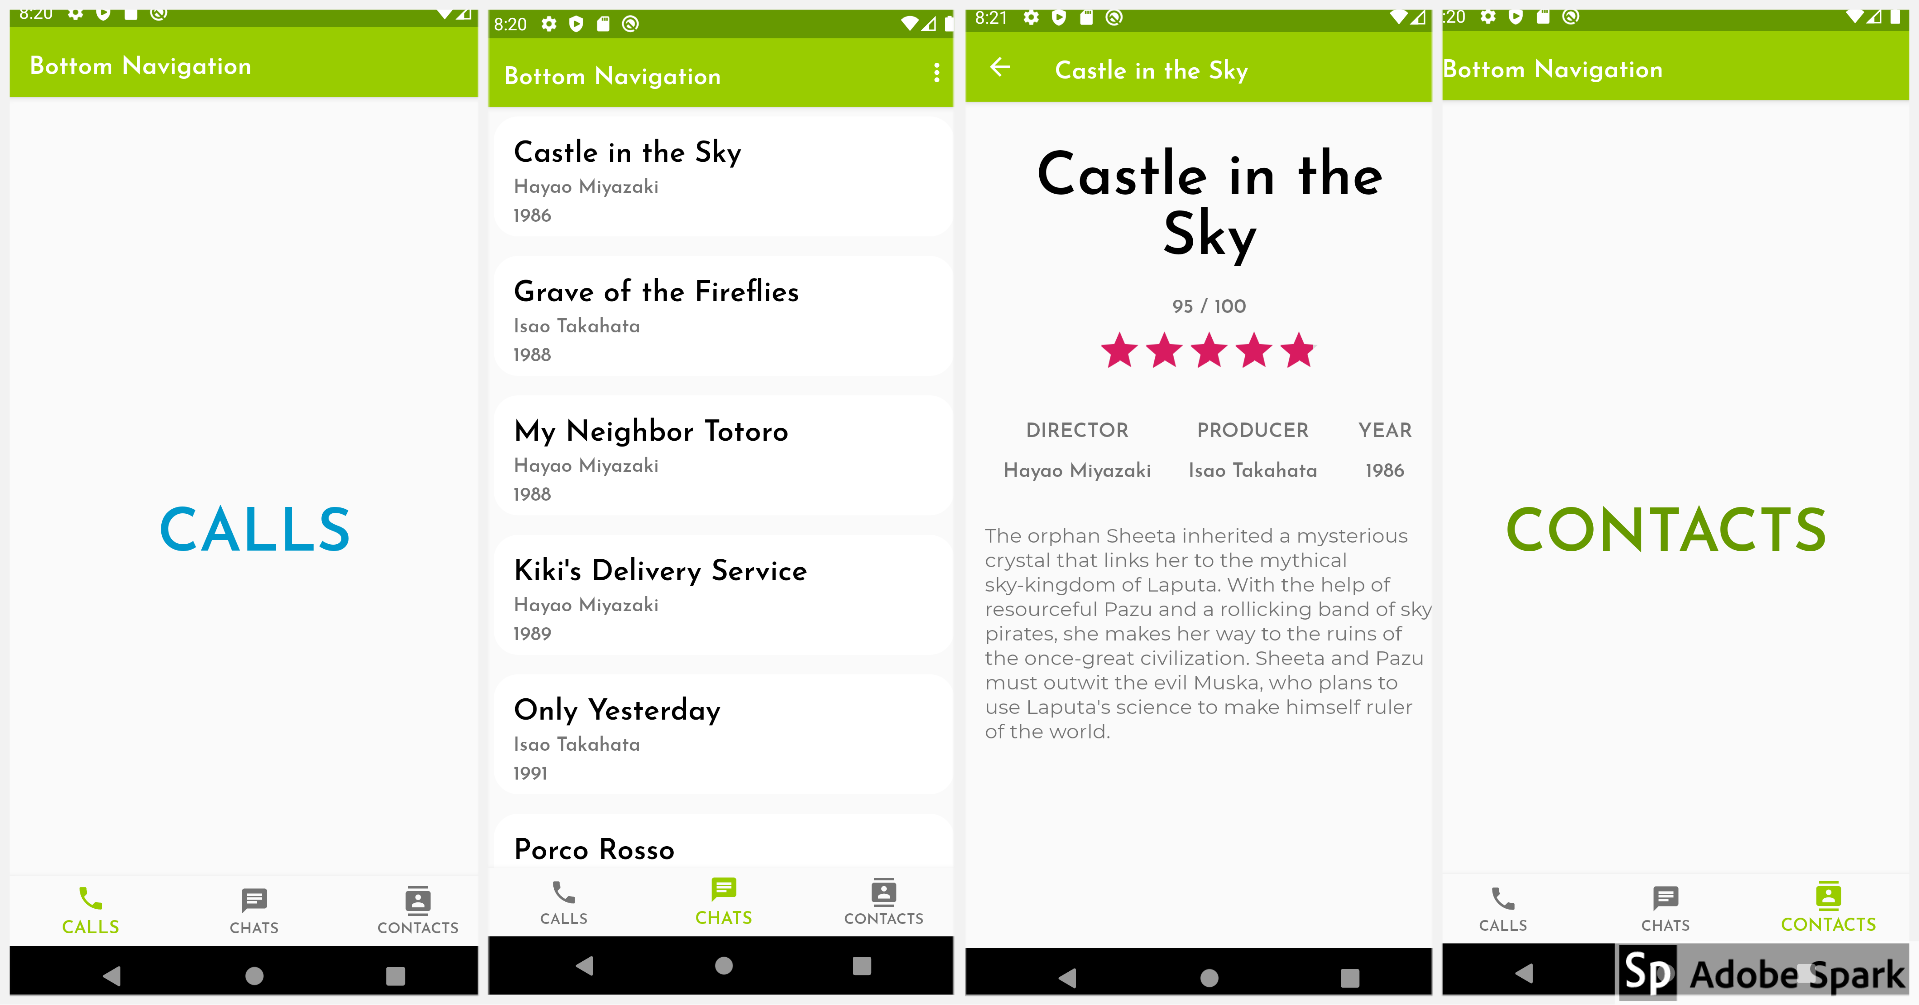 8:20
Bottom Navigation
CALLS
CALLS
CHATS
CONTACTS
8:20
Bottom Navigation
Castle in the Sky
Hayao Miyazaki
1986
Grave of the Fireflies
Isao Takahata
1988
My Neighbor Totoro
Hayao Miyazaki
1988
Kiki's Delivery Service
Hayao Miyazaki
1989
Only Yesterday
Isao Takahata
1991
Porco Rosso
CALLS
CHATS
CONTACTS
8:21
Castle in the Sky
Castle in the
Sky
95 / 100
DIRECTOR PRODUCER YEAR
Hayao Miyazaki Isao Takahata 1986
The orphan Sheeta inherited a mysterious
crystal that links her to the mythical
sky-kingdom of Laputa. With the help of
resourceful Pazu and a rollicking band of sky
pirates, she makes her way to the ruins of
the once-great civilization. Sheeta and Pazu
must outwit the evil Muska, who plans to
use Laputa's science to make himself ruler
of the world.
:20
Bottom Navigation
CONTACTS
CALLS
CHATS
CONTACTS
Sp Adobe Spark